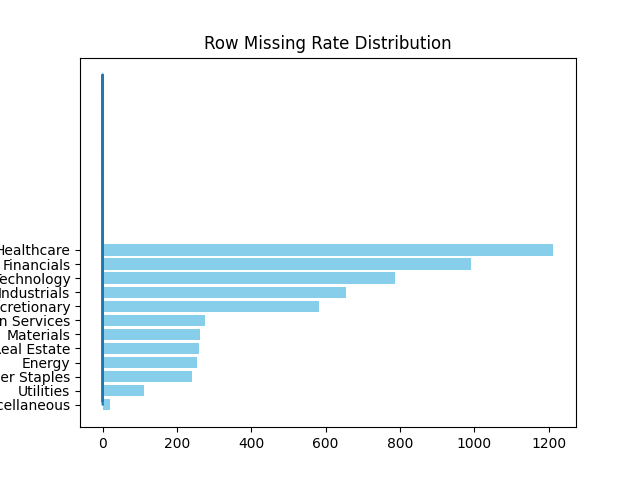 Row Missing Rate Distribution
Healthcare
Financials
echnology
Industrials
cretionary
n Services
Materials
eal Estate
Energy
er Staples
Utilities
cellaneous
0 200 400 600 800 1000 1200